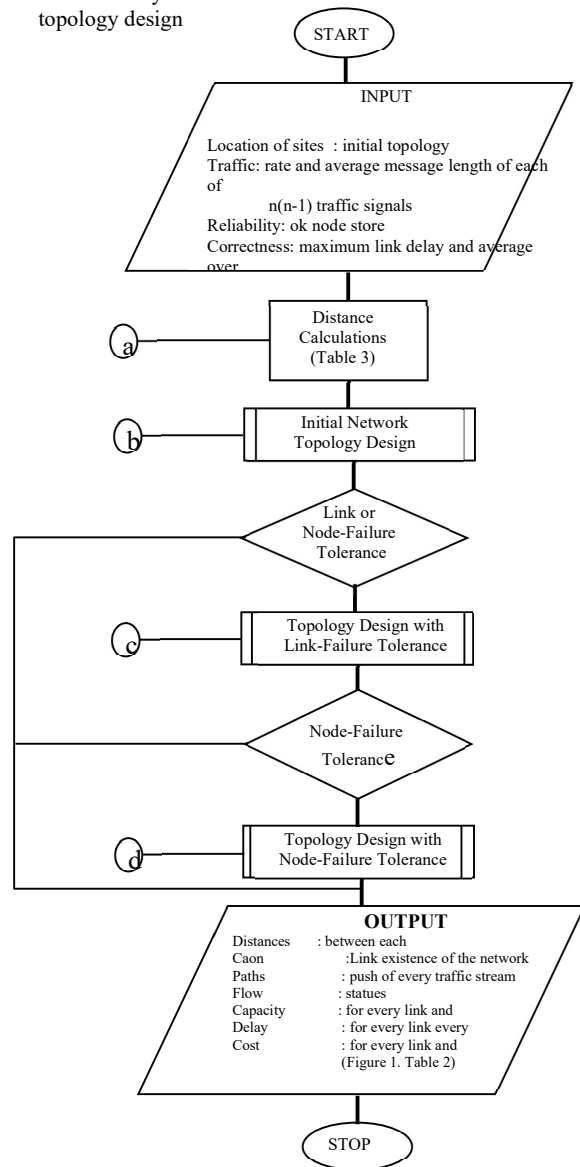 topology design
START
INPUT
Location of sites : initial topology
Traffic: rate and average message length of each
of
n(n-1) traffic signals
Reliability: ok node store
Correctness: maximum link delay and average
over
a
Distance
Calculations
(Table 3)
b
Initial Network
Topology Design
Link or
Node-Failure
Tolerance
c
Topology Design with
Link-Failure Tolerance
Node-Failure
Tolerance
d
Topology Design with
Node-Failure Tolerance
OUTPUT
Distances : between each
Caon :Link existence of the network
Paths : push of every traffic stream
Flow : statues
Capacity : for every link and
Delay : for every link every
Cost : for every link and
(Figure 1. Table 2)
STOP